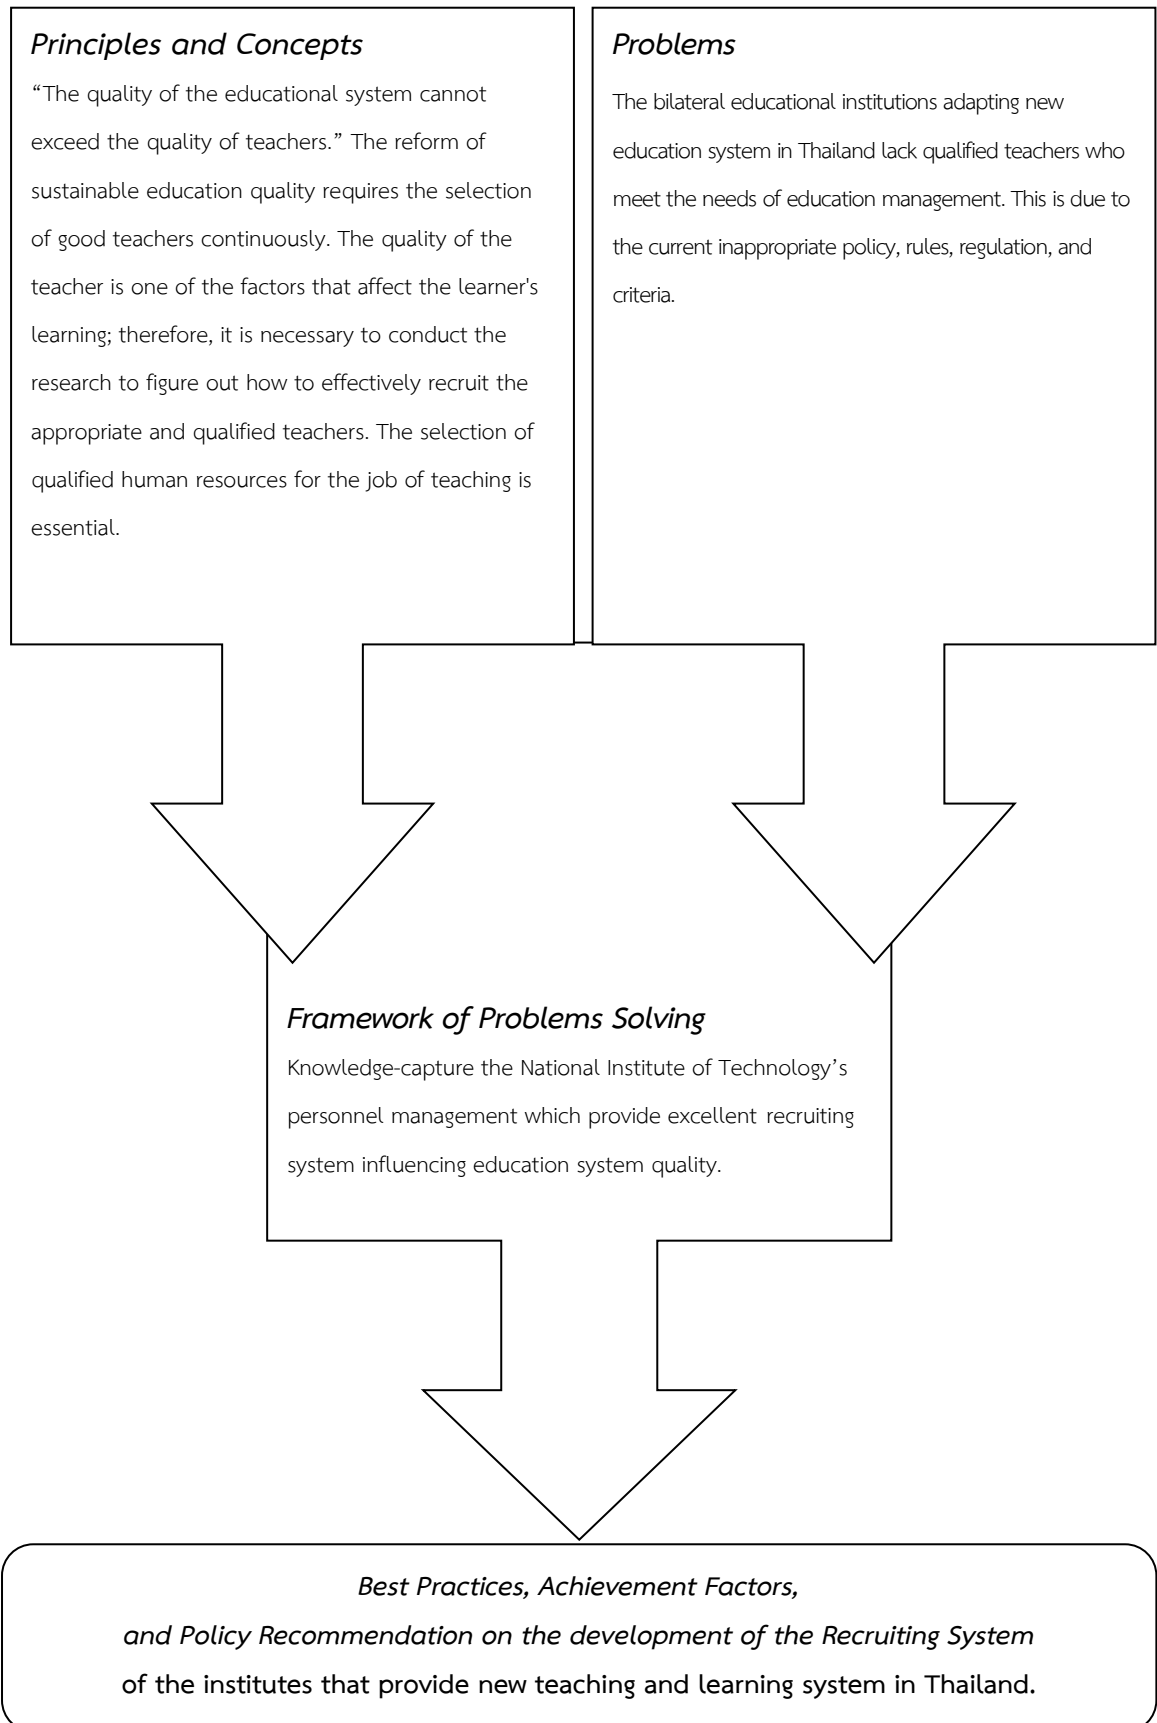 Principles and Concepts
“The quality of the educational system cannot
exceed the quality of teachers.” The reform of
sustainable education quality requires the selection
of good teachers continuously. The quality of the
teacher is one of the factors that affect the learner's
learning; therefore, it is necessary to conduct the
research to figure out how to effectively recruit the
appropriate and qualified teachers. The selection of
qualified human resources for the job of teaching is
essential.
Problems
The bilateral educational institutions adapting new
education system in Thailand lack qualified teachers who
meet the needs of education management. This is due to
the current inappropriate policy, rules, regulation, and
criteria.
Framework of Problems Solving
Knowledge-capture the National Institute of Technology’s
personnel management which provide excellent recruiting
system influencing education system quality.
Best Practices, Achievement Factors,
and Policy Recommendation on the development of the Recruiting System
of the institutes that provide new teaching and learning system in Thailand.